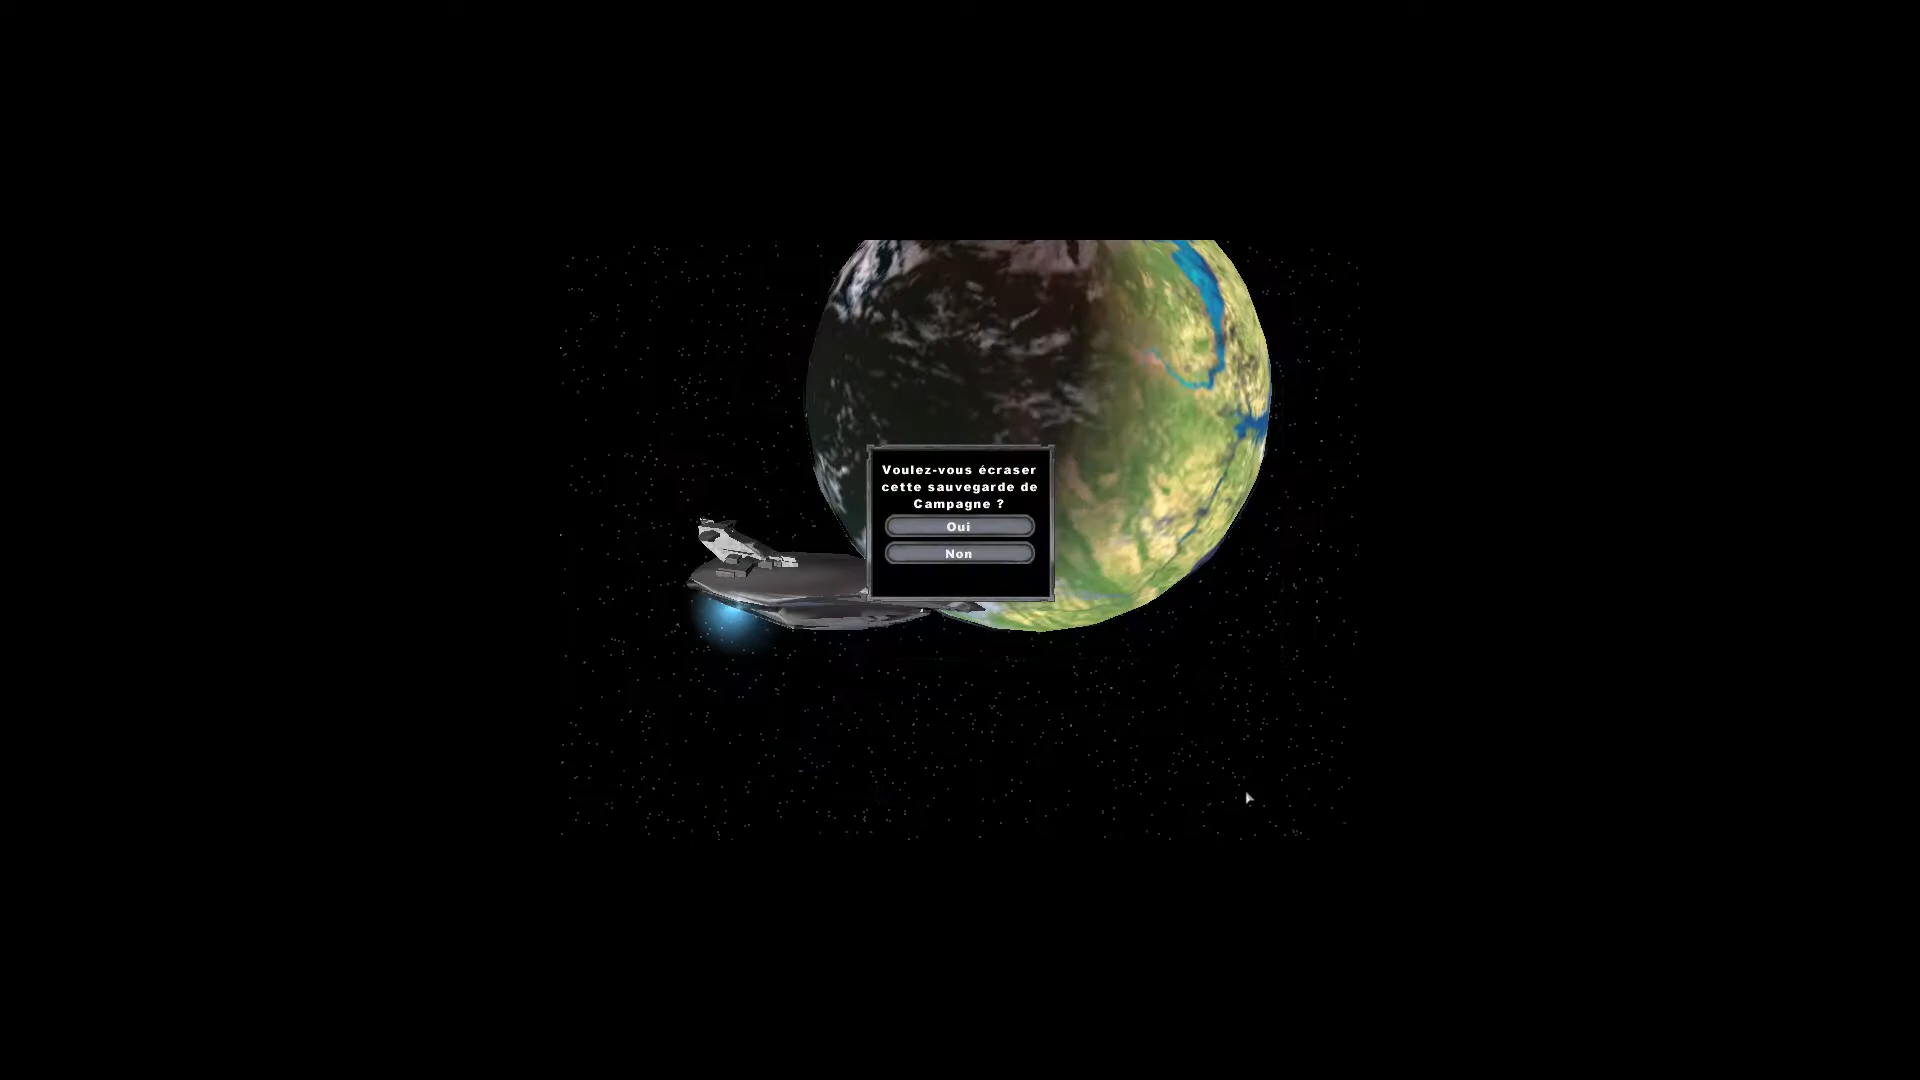 Voulez-vous écraser
cette sauvegarde de
Campagne ?
Oui
Non